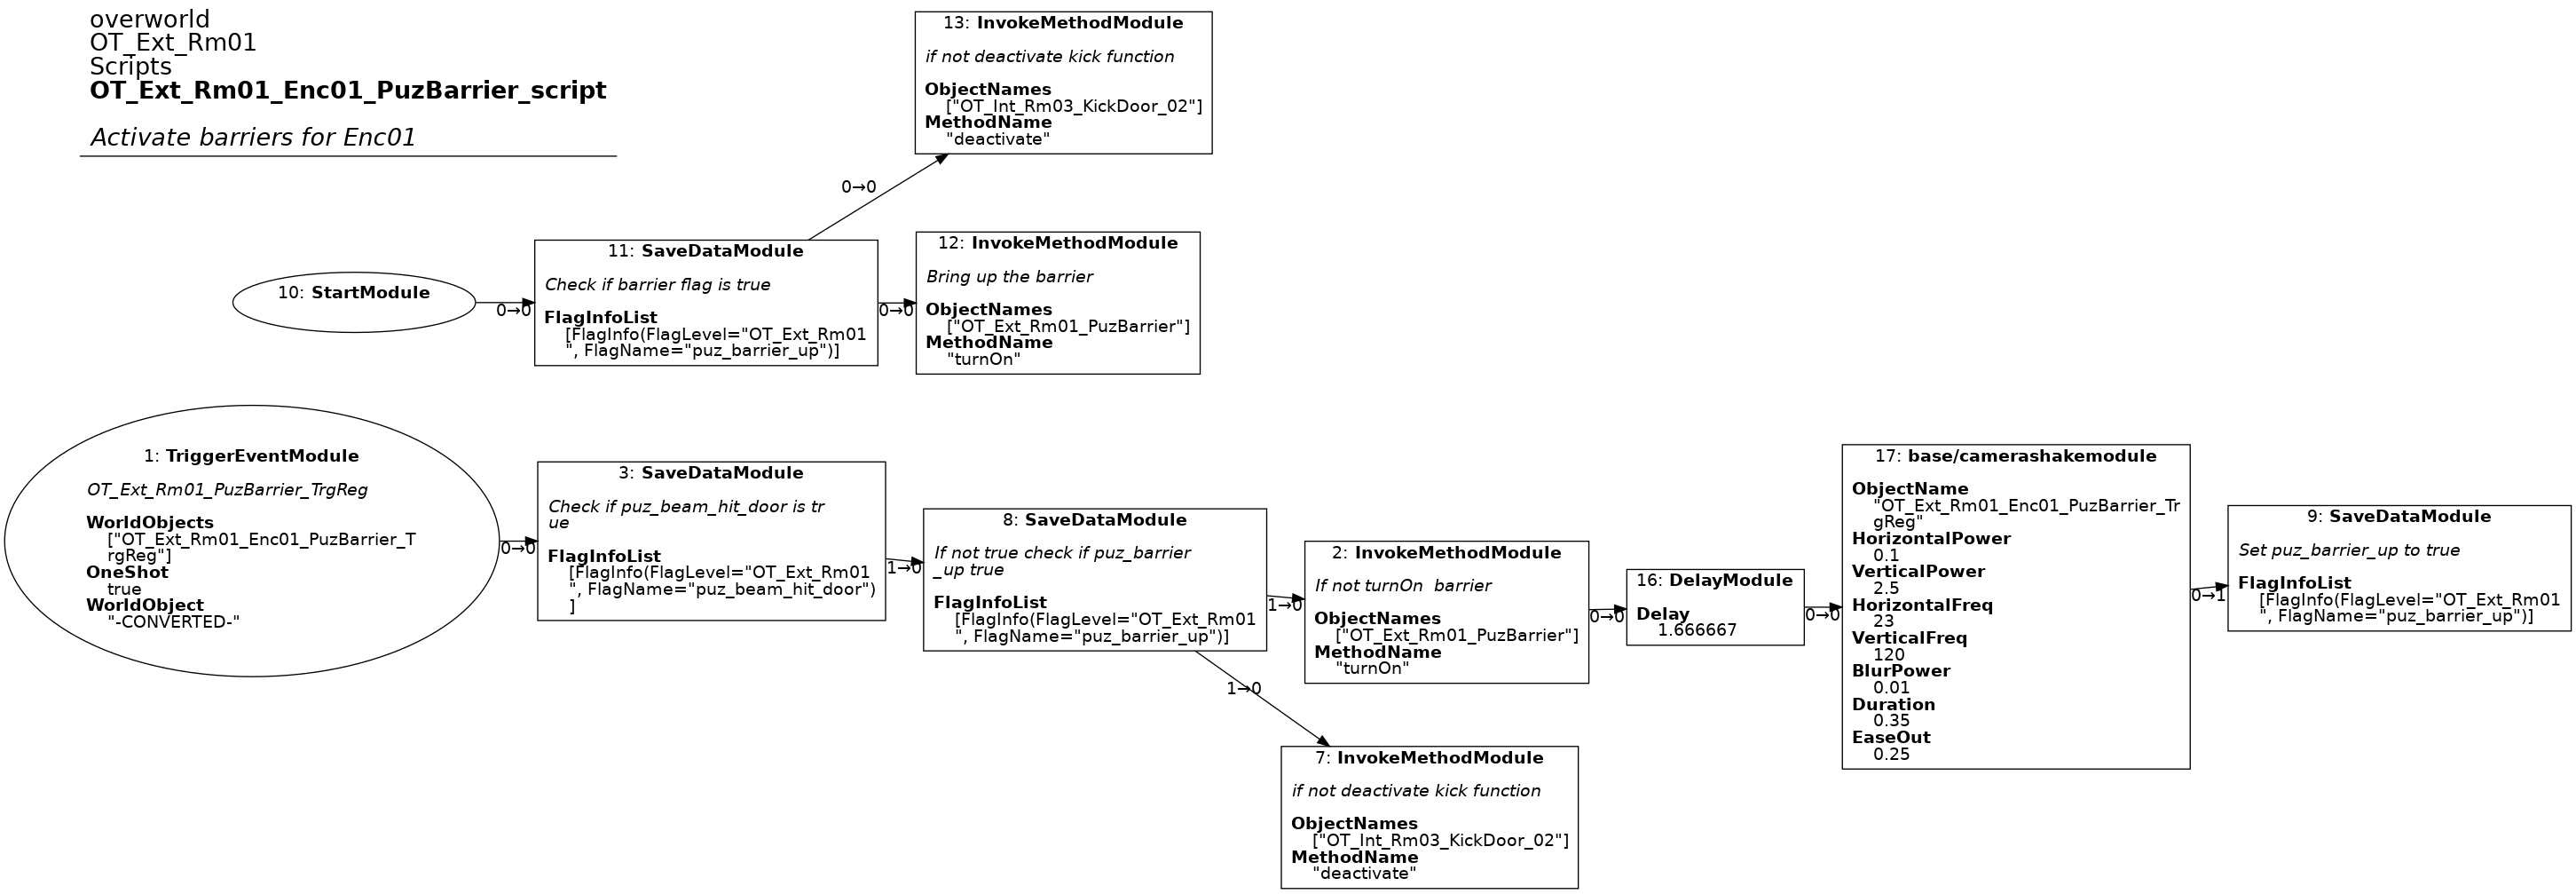 overworld
OT_Ext_Rm01
Scripts
OT_Ext_Rm01_Enc01_PuzBarrier_script
Activate barriers for Enc01
13: InvokeMethodModule
if not deactivate kick function
ObjectNames
["OT_Int_Rm03_KickDoor_02"]
MethodName
"deactivate"
0→0
10: StartModule
0→0
11: SaveDataModule
Check if barrier flag is true
FlagInfoList
[FlagInfo(FlagLevel="OT_Ext_Rm01
", FlagName="puz_barrier_up")]
0→0
12: InvokeMethodModule
Bring up the barrier
ObjectNames
["OT_Ext_Rm01_PuzBarrier"]
MethodName
"turnOn"
1: TriggerEventModule
OT_Ext_Rm01_PuzBarrier_TrgReg
WorldObjects
["OT_Ext_Rm01_Enc01_PuzBarrier_T
rgReg"]
OneShot
true
WorldObject
"-CONVERTED-"
0→0
3: SaveDataModule
Check if puz_beam_hit_door is tr
ue
FlagInfoList
[FlagInfo(FlagLevel="OT_Ext_Rm01
", FlagName="puz_beam_hit_door")
]
1→0
8: SaveDataModule
If not true check if puz_barrier
_up true
FlagInfoList
[FlagInfo(FlagLevel="OT_Ext_Rm01
", FlagName="puz_barrier_up")]
1→0
2: InvokeMethodModule
If not turnOn  barrier
ObjectNames
["OT_Ext_Rm01_PuzBarrier"]
MethodName
"turnOn"
0→0
16: DelayModule
Delay
1.666667
0→0
17: base/camerashakemodule
ObjectName
"OT_Ext_Rm01_Enc01_PuzBarrier_Tr
gReg"
HorizontalPower
0.1
VerticalPower
2.5
HorizontalFreq
23
VerticalFreq
120
BlurPower
0.01
Duration
0.35
EaseOut
0.25
0→1
9: SaveDataModule
Set puz_barrier_up to true
FlagInfoList
[FlagInfo(FlagLevel="OT_Ext_Rm01
", FlagName="puz_barrier_up")]
1→0
7: InvokeMethodModule
if not deactivate kick function
ObjectNames
["OT_Int_Rm03_KickDoor_02"]
MethodName
"deactivate"